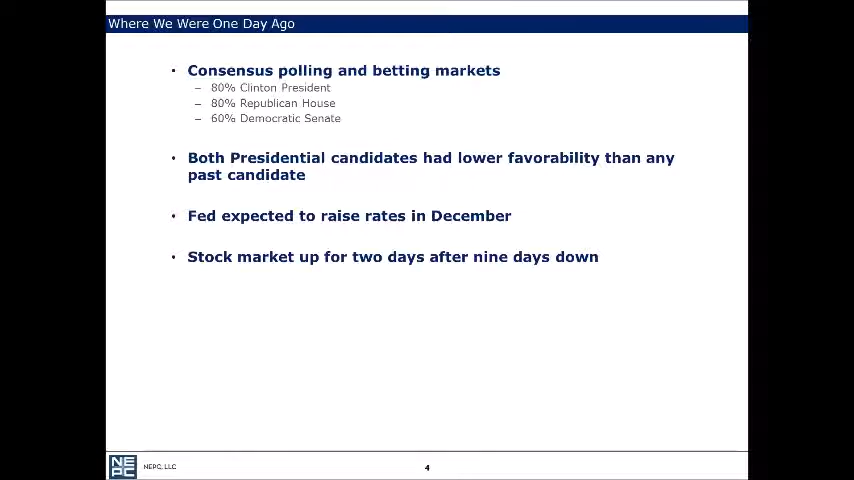 Where We Were One Day Ago
• Consensus polling and betting markets
– 80% Clinton President
– 80% Republican House
– 60% Democratic Senate
• Both Presidential candidates had lower favorability than any
past candidate
• Fed expected to raise rates in December
• Stock market up for two days after nine days down
NE
PC
NEPC, LLC
4